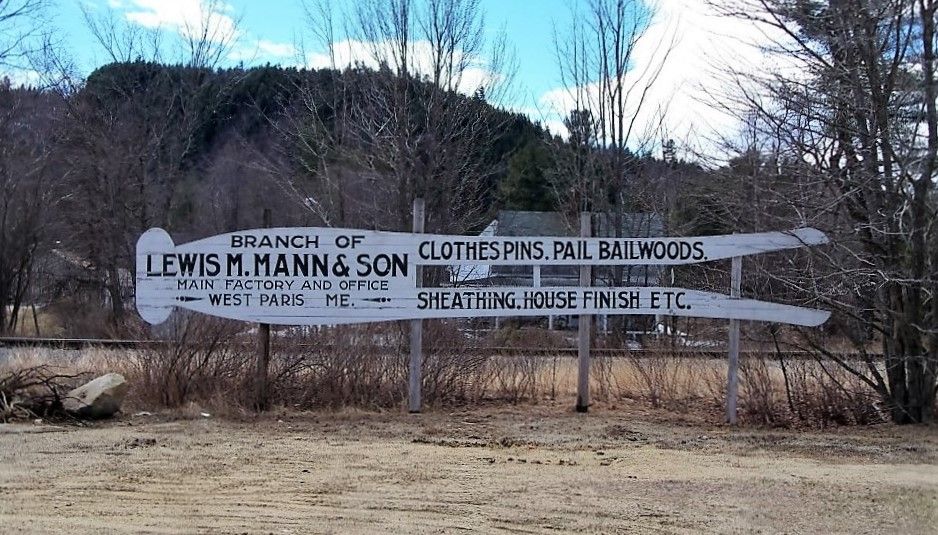 BRANCH OF
LEWIS M. MANN & SON
MAIN FACTORY AND OFFICE
WEST PARIS ME.
CLOTHES PINS, PAIL BAILWOODS.
SHEATHING, HOUSE FINISH ETC.